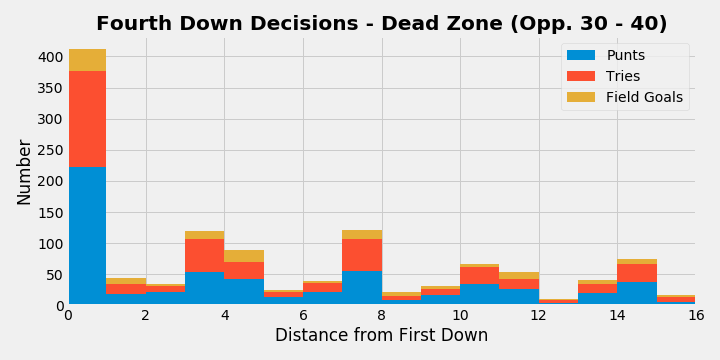 Fourth Down Decisions - Dead Zone (Opp. 30 - 40)
Punts
Tries
Field Goals
Number
400
350
300
250
200
150
100
50
0
0 2 4 6 8 10 12 14 16
Distance from First Down